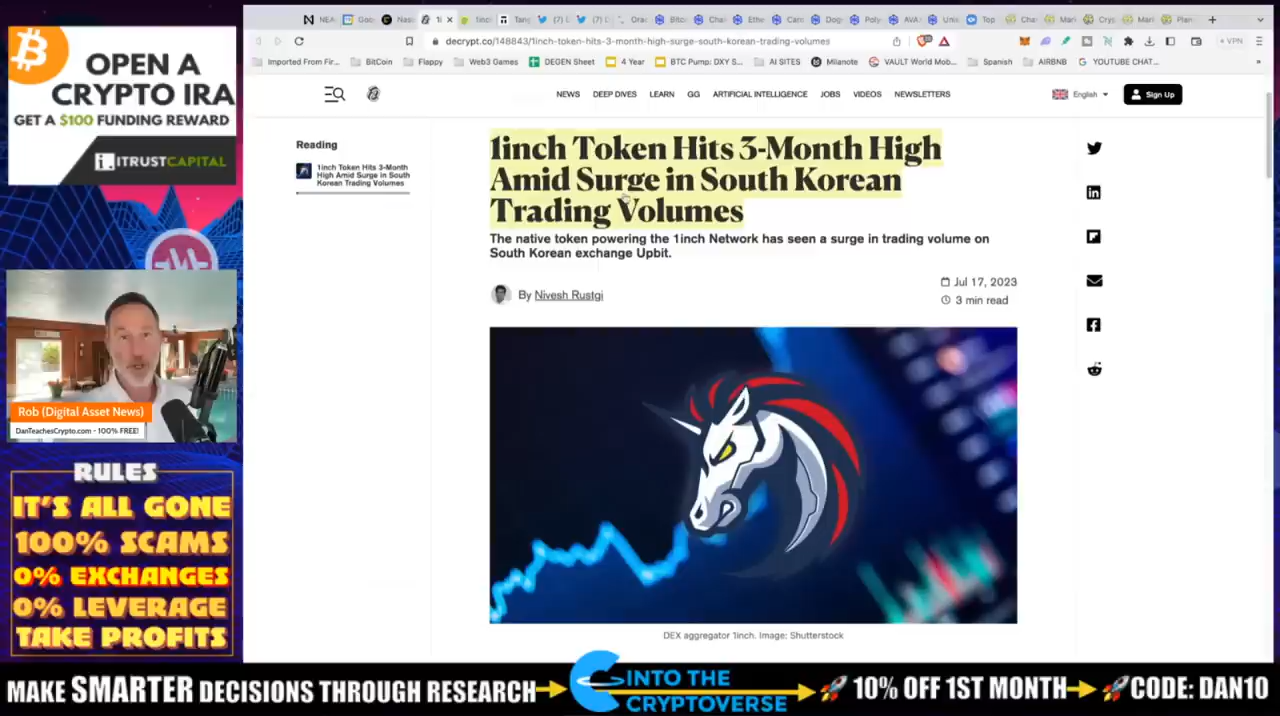 OPEN A
CRYPTO IRA
GET A $100 FUNDING REWARD
i.ITRUSTCAPITAL
Rob (Digital Asset News)
DanTeachesCrypto.com - 100% FREE!
RULES
IT'S ALL GONE
100% SCAMS
0% EXCHANGES
0% LEVERAGE
TAKE PROFITS
decrypt.co/148843/1inch-token-hits-3-month-high-surge-south-korean-trading-volumes
VPN
Imported From Fir...
BitCoin
Flappy
Web3 Games
DEGEN Sheet
4 Year
BTC Pump: DXY S...
AI SITES
Milanote
VAULT World Mob...
Spanish
AIRBNB
YOUTUBE CHAT...
NEWS
DEEP DIVES
LEARN
GG
ARTIFICIAL INTELLIGENCE
JOBS
VIDEOS
NEWSLETTERS
English
Sign Up
Reading
1inch Token Hits 3-Month
High Amid Surge in South
Korean Trading Volumes
1inch Token Hits 3-Month High
Amid Surge in South Korean
Trading Volumes
The native token powering the 1inch Network has seen a surge in trading volume on
South Korean exchange Upbit.
By Nivesh Rustgi
Jul 17, 2023
3 min read
DEX aggregator 1inch. Image: Shutterstock
MAKE SMARTER DECISIONS THROUGH RESEARCH
INTO THE
CRYPTOVERSE
10% OFF 1ST MONTH
CODE: DAN10